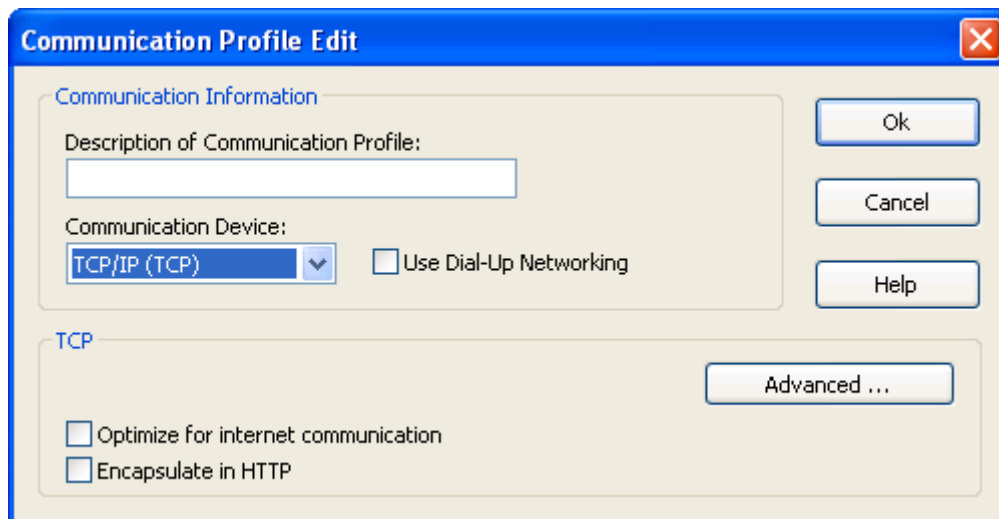 Communication Profile Edit
Communication Information
Description of Communication Profile:
Communication Device:
TCP/IP (TCP)
Use Dial-Up Networking
Ok
Cancel
Help
TCP
Advanced ...
Optimize for internet communication
Encapsulate in HTTP